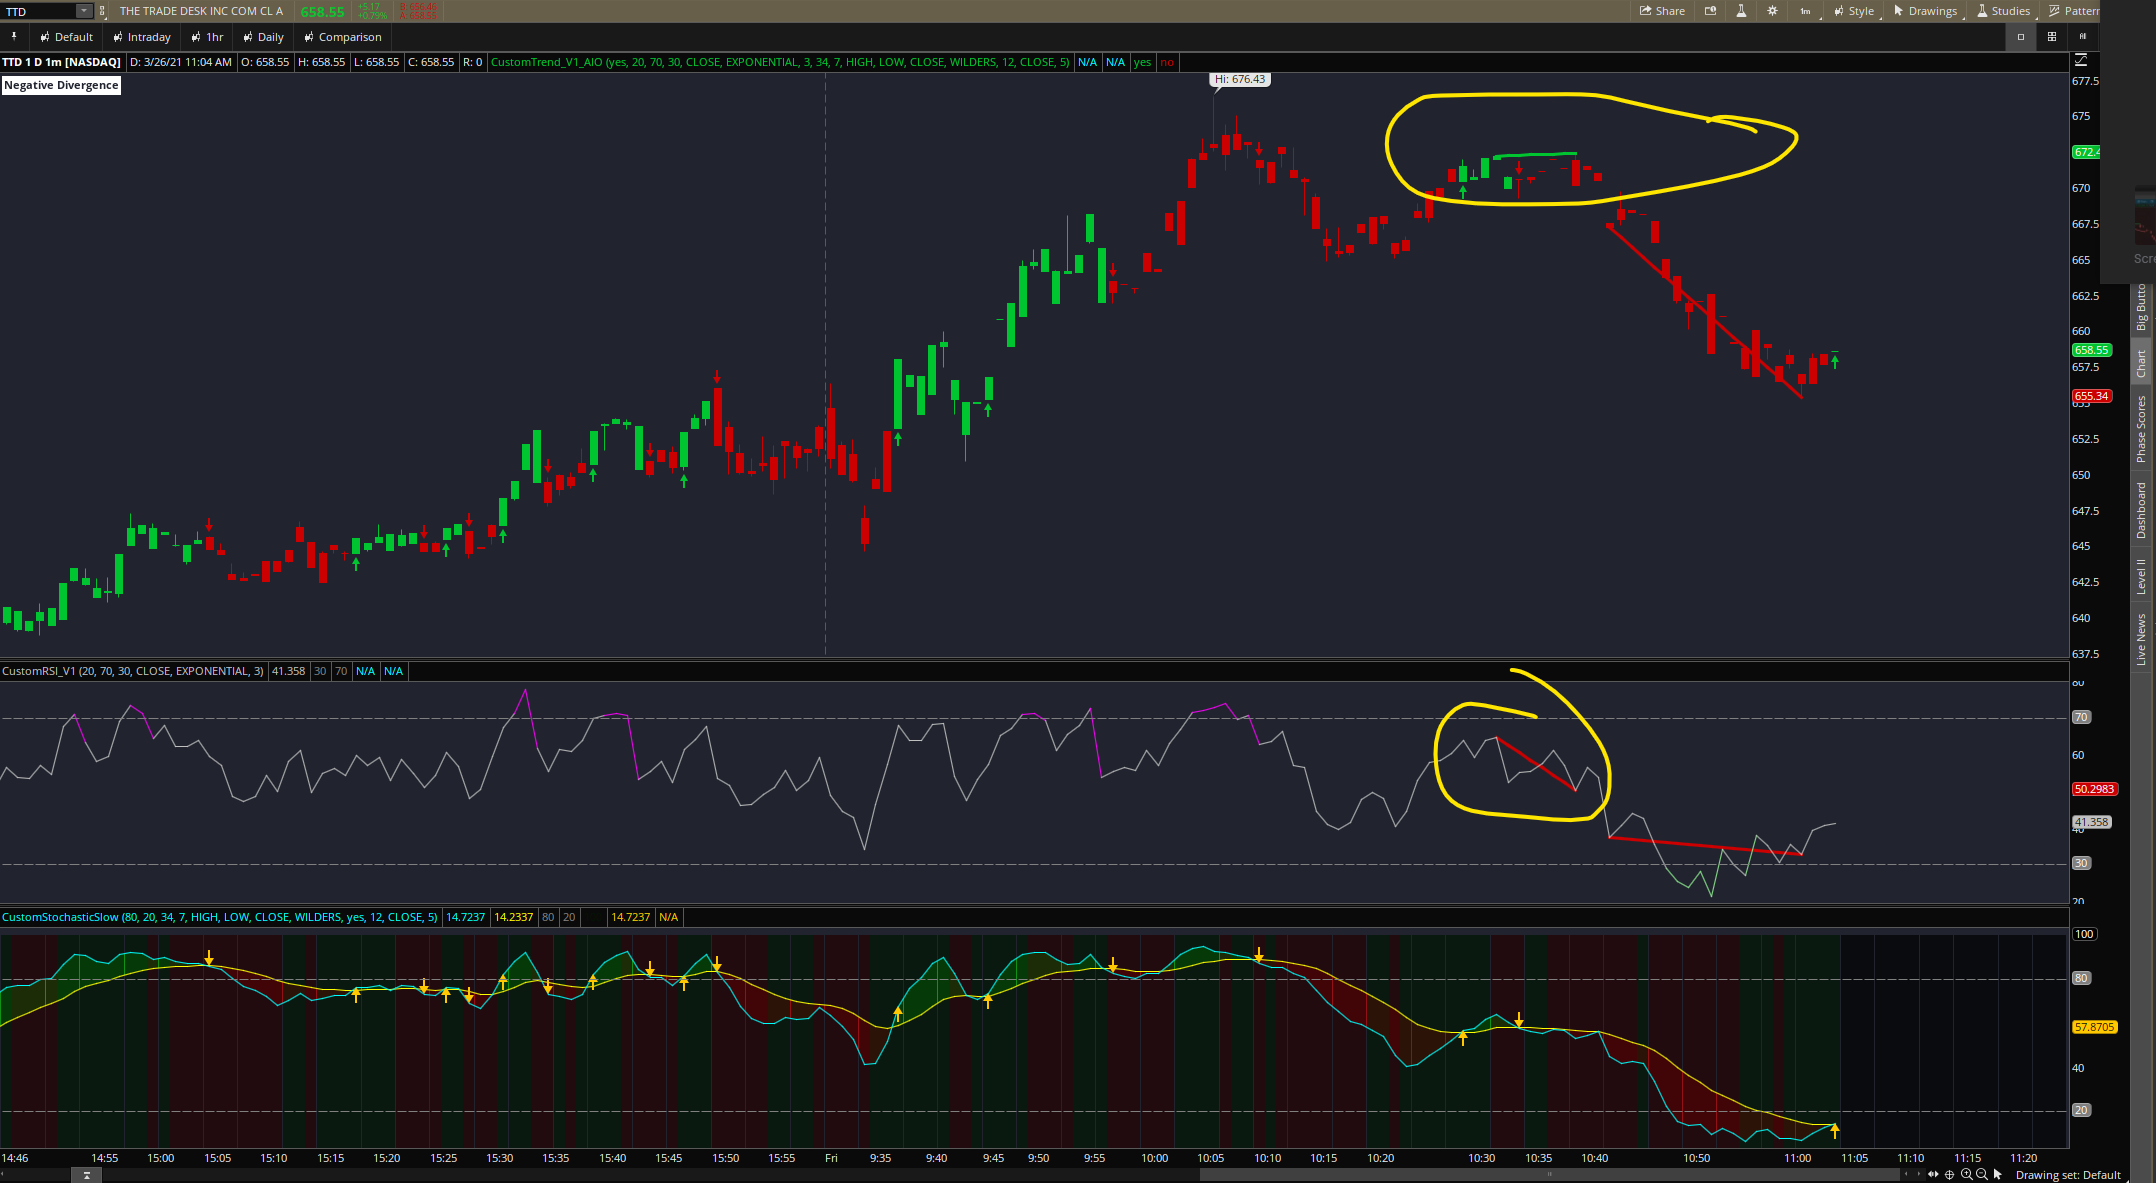 TTD THE TRADE DESK INC COM CL A 658.55 +5.17 +0.79% Share 1m Style Drawings Studies Pattern
Default Intraday 1hr Daily Comparison
TTD 1 D 1m [NASDAQ] D: 3/26/21 11:04 AM O: 658.55 H: 658.55 L: 658.55 C: 658.55 R: 0 CustomTrend_V1_AIO (yes, 20, 70, 30, CLOSE, EXPONENTIAL, 3, 34, 7, HIGH, LOW, CLOSE, WILDERS, 12, CLOSE, 5) N/A N/A yes no
Negative Divergence
Hi: 676.43
677.5
675
672.4
670
667.5
665
662.5
660
658.55
657.5
655.34
652.5
650
647.5
645
642.5
640
637.5
Scre
Big Butto
Chart
Phase Scores
Dashboard
Level II
Live News
CustomRSI_V1 (20, 70, 30, CLOSE, EXPONENTIAL, 3) 41.358 30 70 N/A N/A
80
70
60
50.2983
41.358
40
30
20
CustomStochasticSlow (80, 20, 34, 7, HIGH, LOW, CLOSE, WILDERS, yes, 12, CLOSE, 5) 14.7237 14.2337 80 20 14.7237 N/A
100
80
57.8705
40
20
14:46 14:55 15:00 15:05 15:10 15:15 15:20 15:25 15:30 15:35 15:40 15:45 15:50 15:55 Fri 9:35 9:40 9:45 9:50 9:55 10:00 10:05 10:10 10:15 10:20 10:30 10:35 10:40 10:50 11:00 11:05 11:10 11:15 11:20
Drawing set: Default